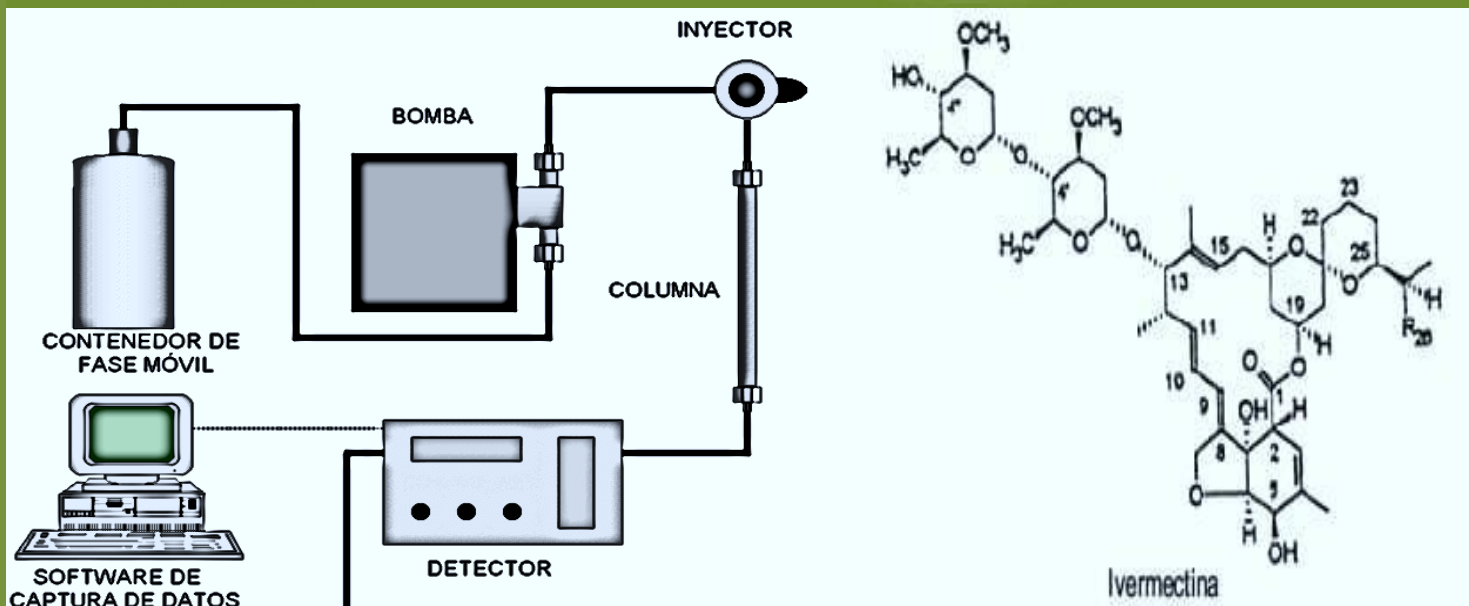 INYECTOR
BOMBA
COLUMNA
CONTENEDOR DE
FASE MÓVIL
DETECTOR
SOFTWARE DE
CAPTURA DE DATOS
OCH₃
HO
4"
H₃C
O
O
OCH₃
4'
H₃C
O
O
13
15
H
O
22
23
25
O
H
R₂₆
19
H
O
O
1
11
10
9
8
OH
H
2
5
O
H
OH
Ivermectina